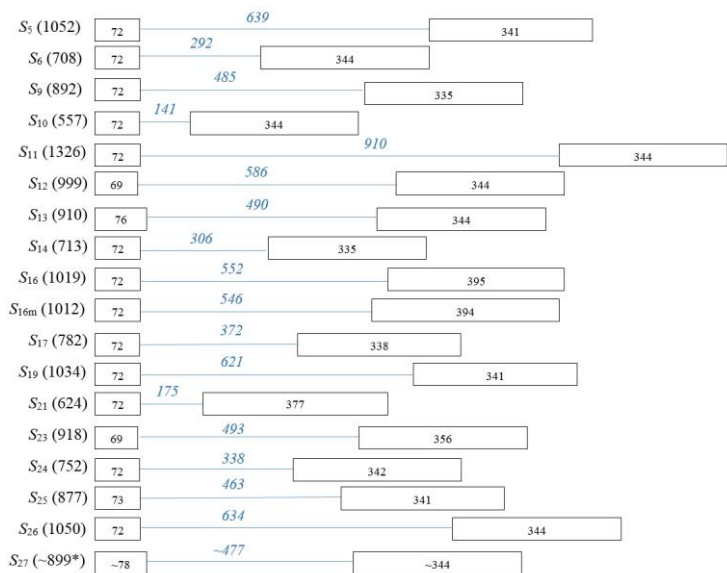 S₅ (1052) 72 639 341
S₆ (708) 72 292 344
S₉ (892) 72 485 335
S₁₀ (557) 72 141 344
S₁₁ (1326) 72 910 344
S₁₂ (999) 69 586 344
S₁₃ (910) 76 490 344
S₁₄ (713) 72 306 335
S₁₆ (1019) 72 552 395
S₁₆ₘ (1012) 72 546 394
S₁₇ (782) 72 372 338
S₁₉ (1034) 72 621 341
S₂₁ (624) 72 175 377
S₂₃ (918) 69 493 356
S₂₄ (752) 72 338 342
S₂₅ (877) 73 463 341
S₂₆ (1050) 72 634 344
S₂₇ (~899*) ~78 ~477 ~344